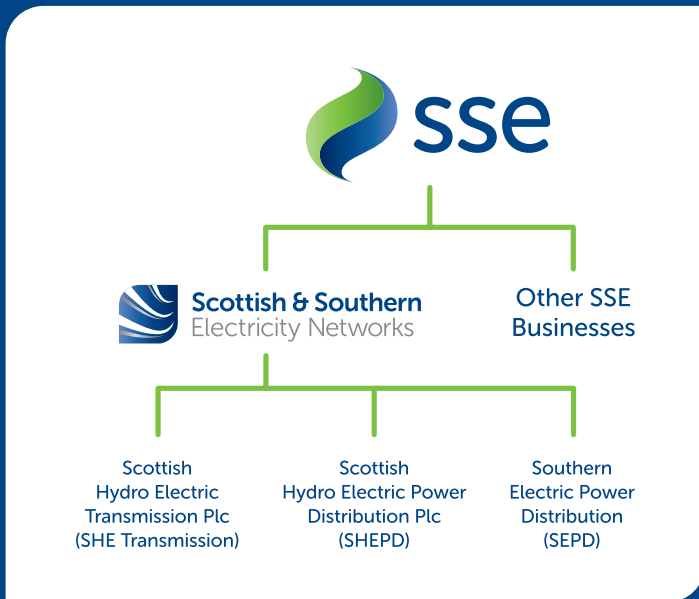 sse
Scottish & Southern
Electricity Networks
Other SSE
Businesses
Scottish
Hydro Electric
Transmission Plc
(SHE Transmission)
Scottish
Hydro Electric Power
Distribution Plc
(SHEPD)
Southern
Electric Power
Distribution
(SEPD)